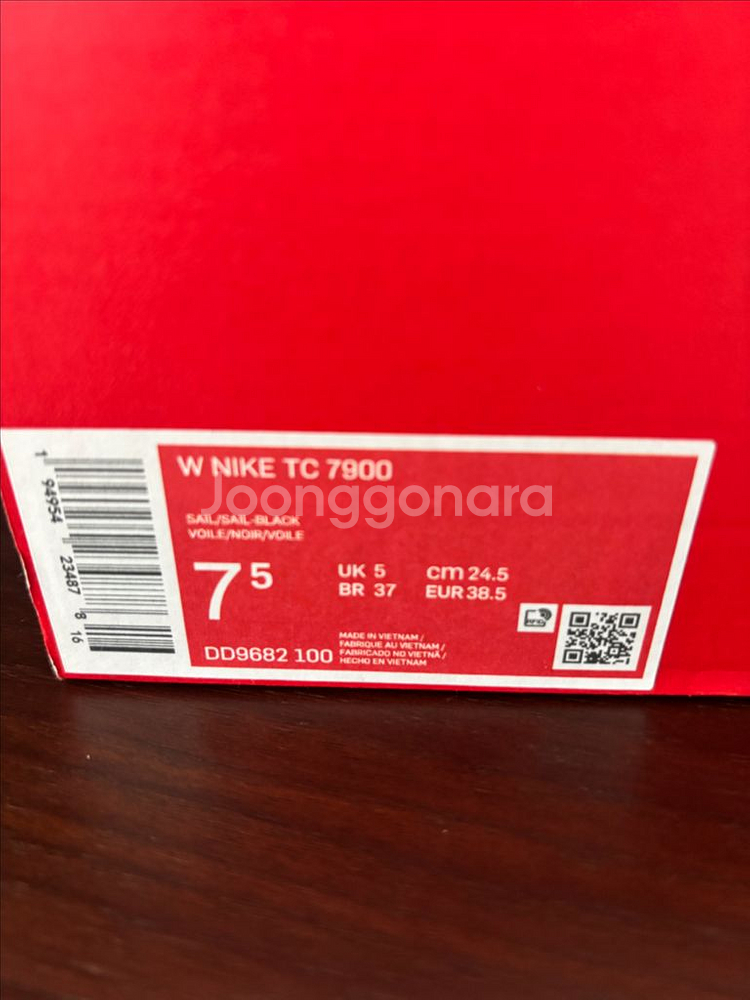 W NIKE TC 7900
Joonggonara
SAIL/SAIL-BLACK
VOILE/NOIR/VOILE
7 5
UK 5
BR 37
cm 24.5
EUR 38.5
DD9682 100
MADE IN VIETNAM /
FABRIQUE AU VIETNAM /
FABRICADO NO VIETNÃ /
HECHO EN VIETNAM
1 94954 23487 8 16